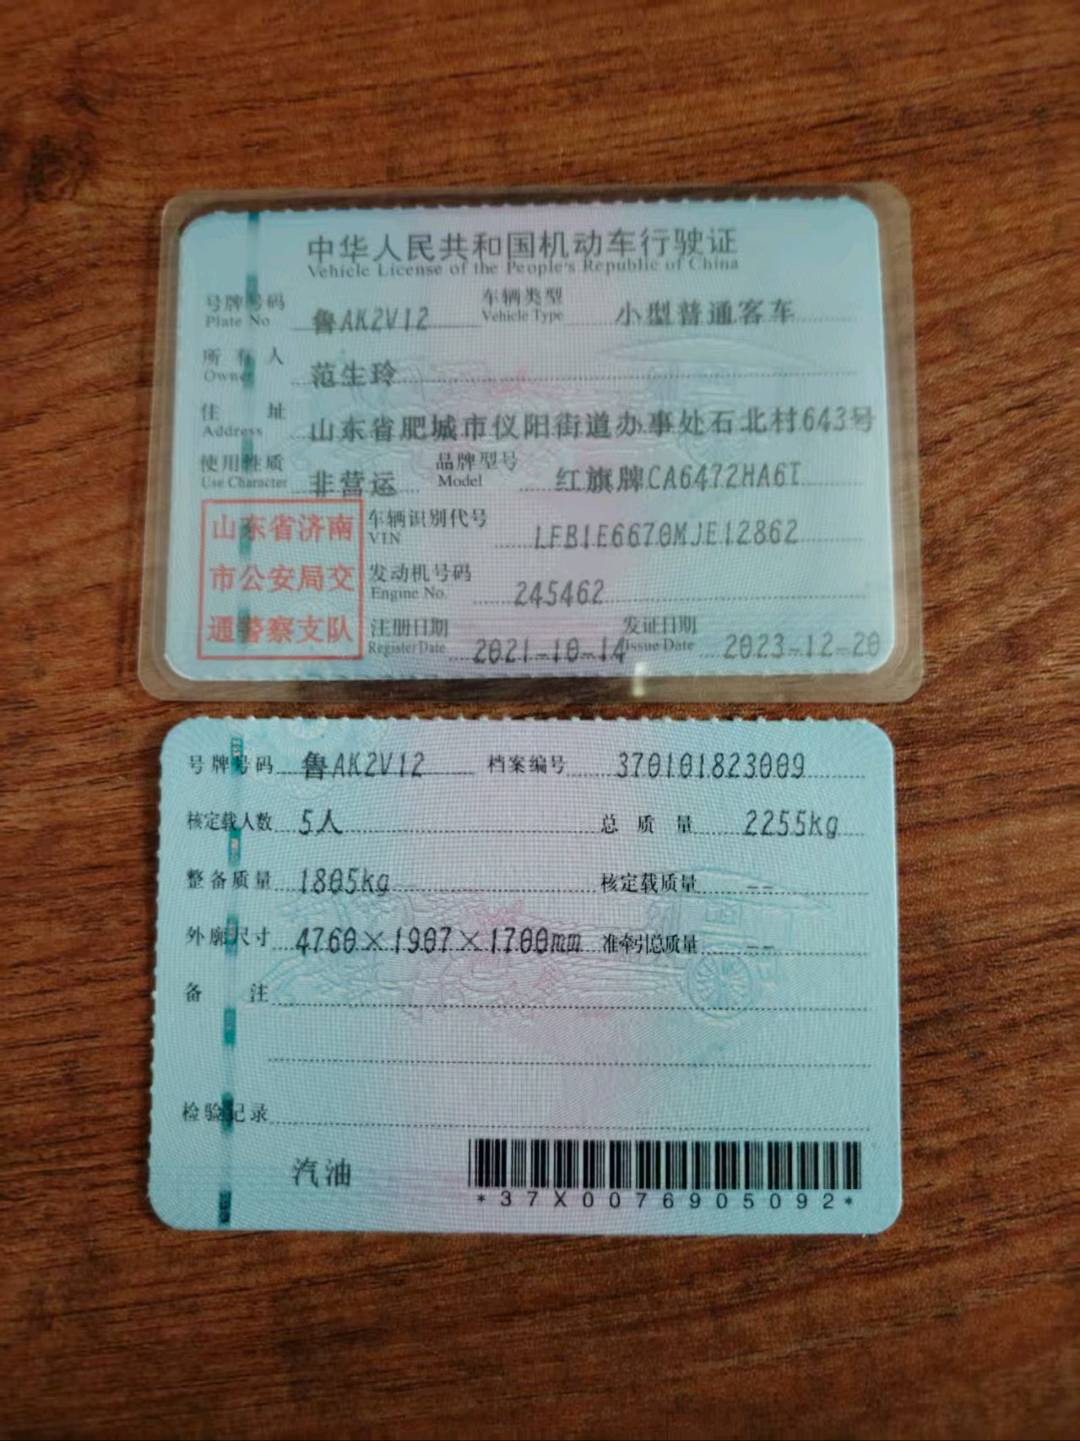 中华人民共和国机动车行驶证
Vehicle License of the People's Republic of China
号牌号码 鲁AK2V12 车辆类型 小型普通客车
Plate No Vehicle Type
所有人 范生玲
Owner
住址 山东省肥城市仪阳街道办事处石北村643号
Address
使用性质 非营运 品牌型号 红旗牌CA6472HA6T
Use Character Model
山东省济南
市公安局交
通警察支队
车辆识别代号 LFB1E6670MJE12862
VIN
发动机号码 245462
Engine No.
注册日期 2021-10-14 发证日期 2023-12-20
Register Date Issue Date
号牌号码 鲁AK2V12 档案编号 370101823009
核定载人数 5人 总质量 2255kg
整备质量 1805kg 核定载质量 --
外廓尺寸 4760×1907×1700mm 准牵引总质量 --
备注
检验记录
汽油
*37X0076905092*